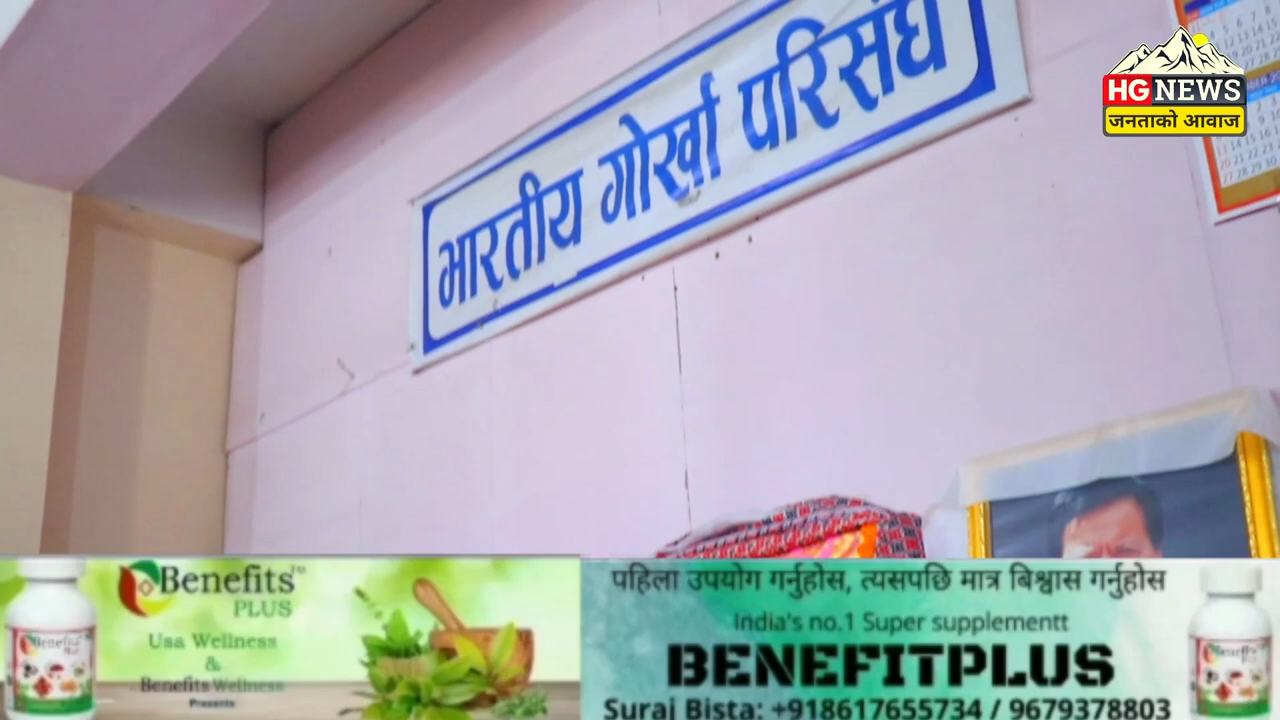 भारतीय गोर्खा परिसंघ
HG NEWS
जनताको आवाज
Benefits™
PLUS
Usa Wellness
&
Benefits Wellness
Presents
पहिला उपयोग गर्नुहोस, त्यसपछि मात्र बिश्वास गर्नुहोस
India's no.1 Super supplementt
BENEFITPLUS
Suraj Bista: +918617655734 / 9679378803